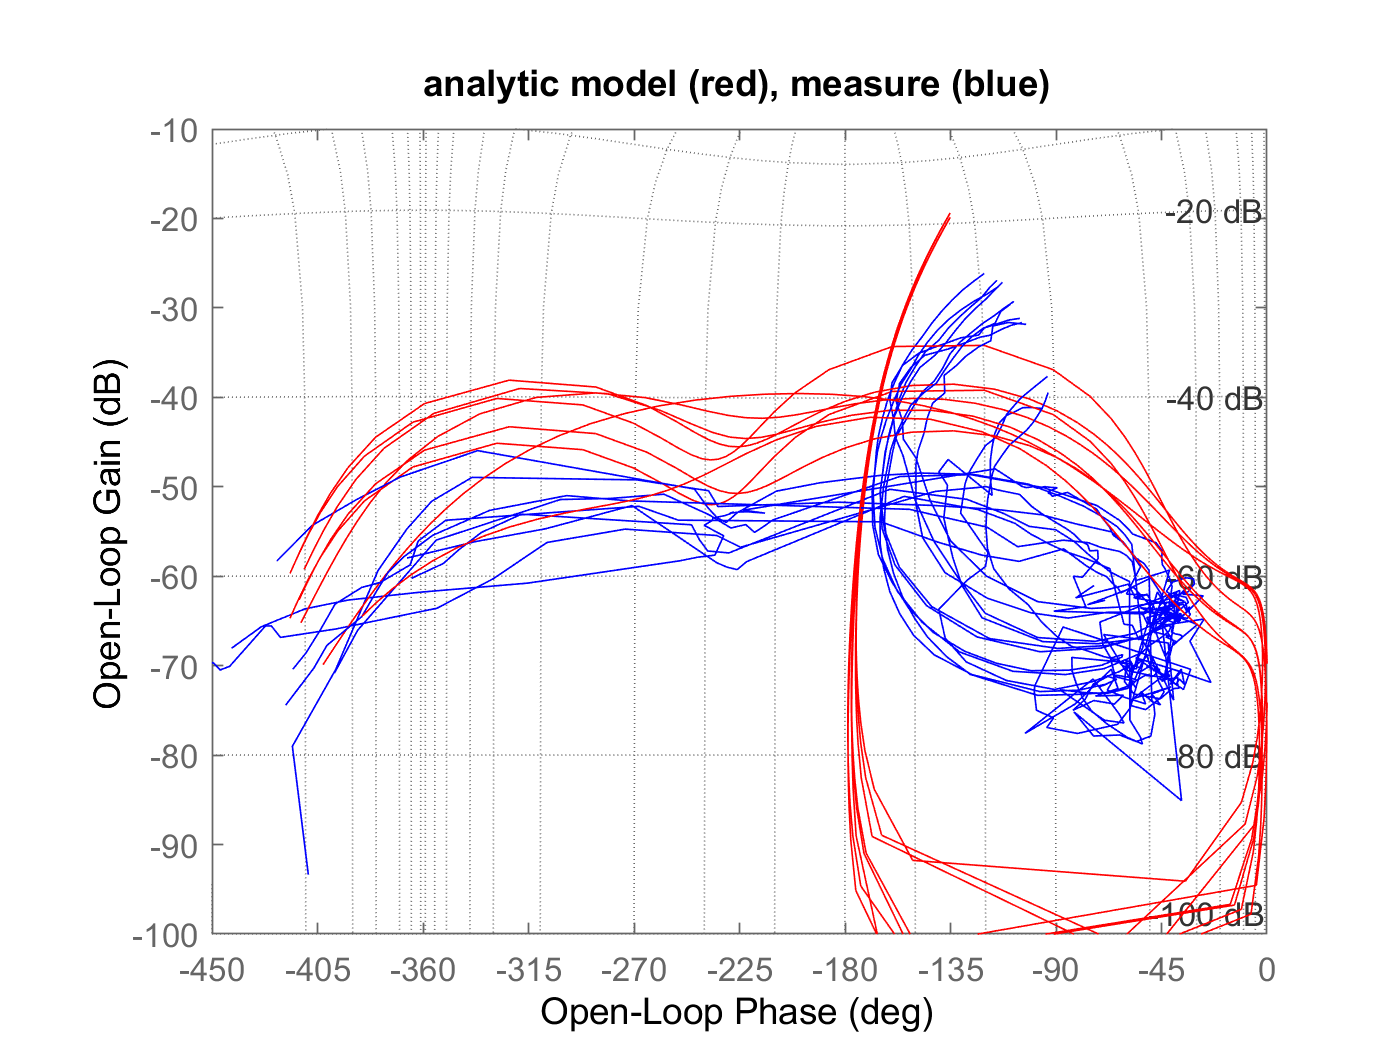 analytic model (red), measure (blue)
-10
-20
-30
-40
-50
-60
-70
-80
-90
-100
-20 dB
-40 dB
-60 dB
-80 dB
100 dB
Open-Loop Gain (dB)
-450 -405 -360 -315 -270 -225 -180 -135 -90 -45 0
Open-Loop Phase (deg)